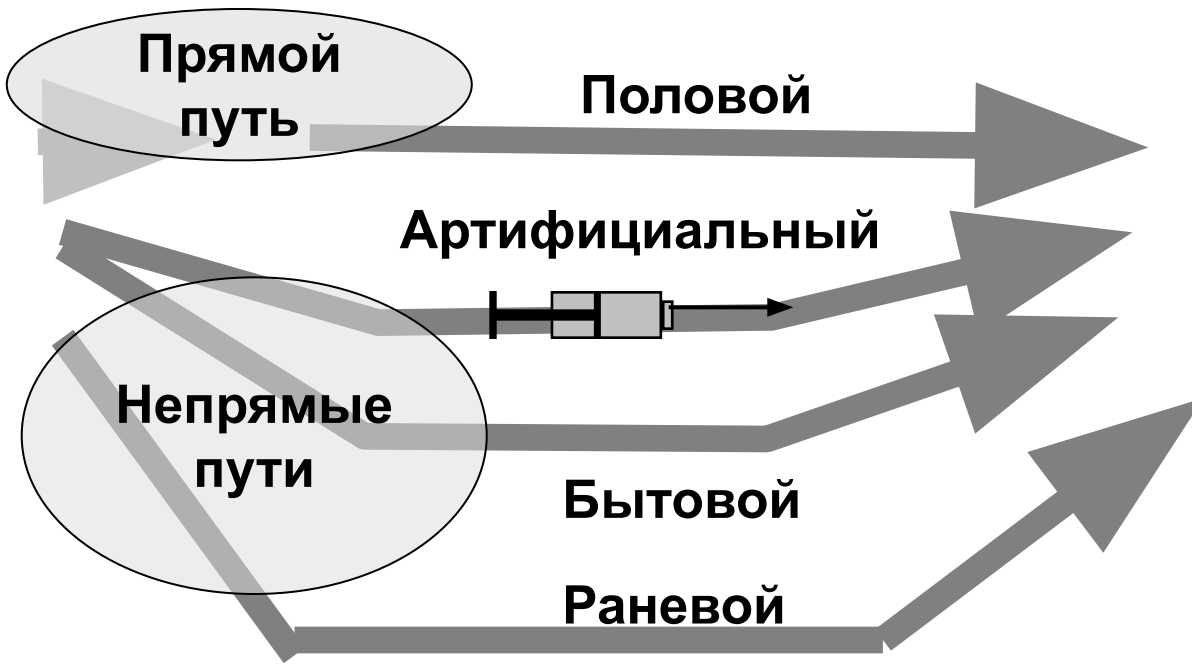 Прямой
путь
Половой
Артифициальный
Непрямые
пути
Бытовой
Раневой